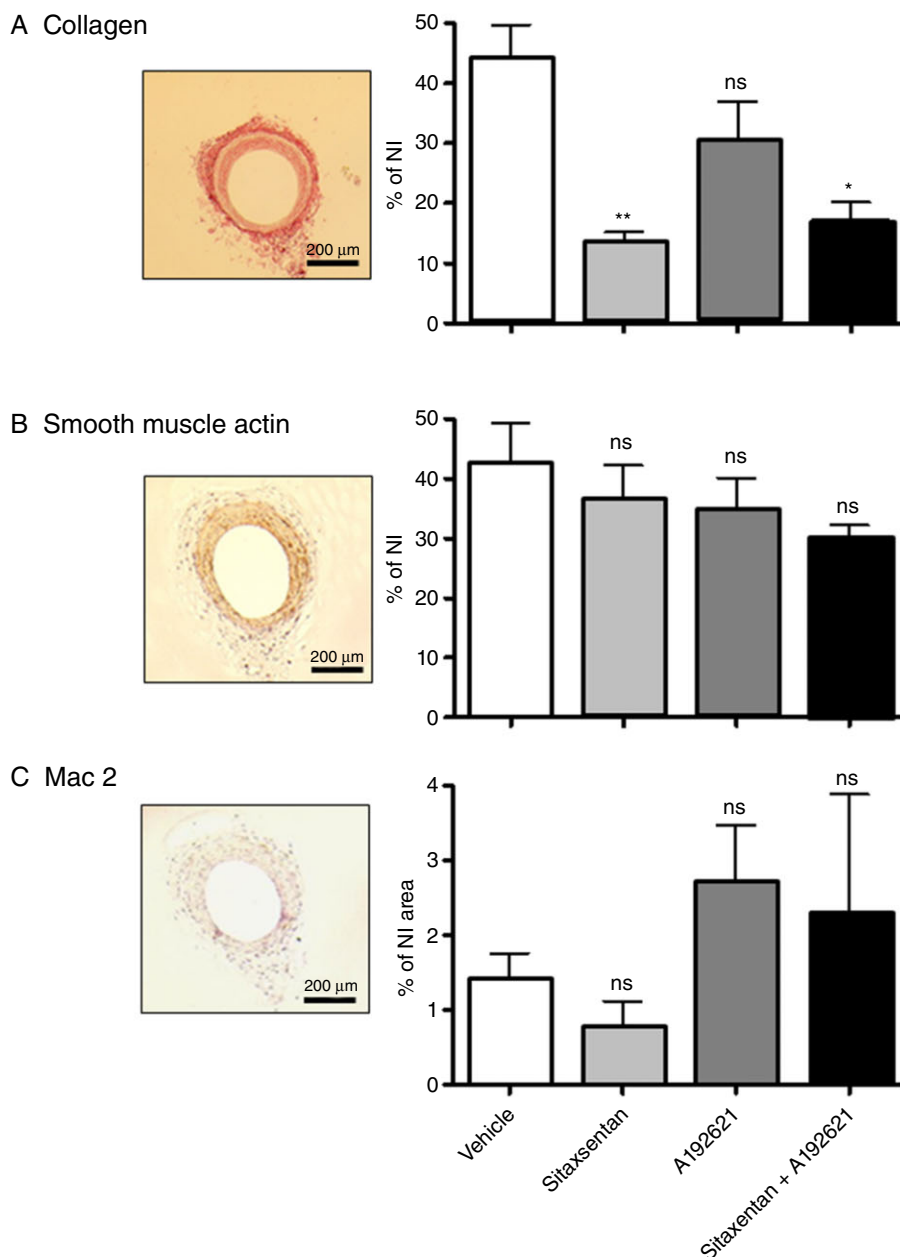 A Collagen
200 µm
% of NI
50
40
30
20
10
0
**
ns
*
B Smooth muscle actin
200 µm
% of NI
50
40
30
20
10
0
ns
ns
ns
C Mac 2
200 µm
% of NI area
4
3
2
1
0
ns
ns
ns
Vehicle
Sitaxsentan
A192621
Sitaxentan + A192621